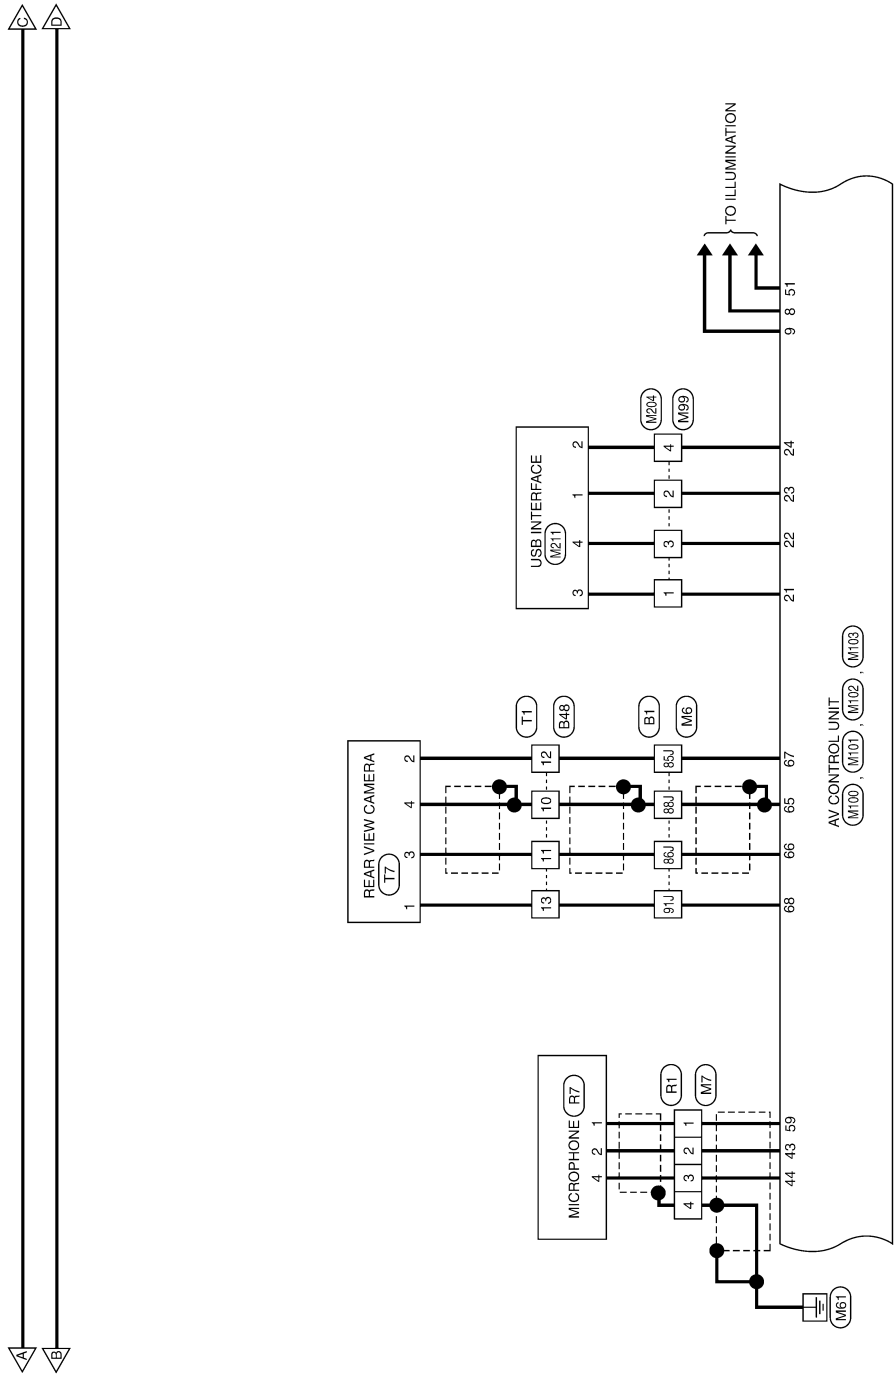 A
C
B
D
MICROPHONE
R7
4
2
1
R1
M7
4
3
2
1
44
43
59
M61
REAR VIEW CAMERA
T7
1
3
4
2
T1
B48
13
11
10
12
B1
M6
91J
86J
88J
85J
68
66
65
67
USB INTERFACE
M211
3
4
1
2
M204
M99
1
3
2
4
21
22
23
24
TO ILLUMINATION
9
8
51
AV CONTROL UNIT
M100 , M101 , M102 , M103